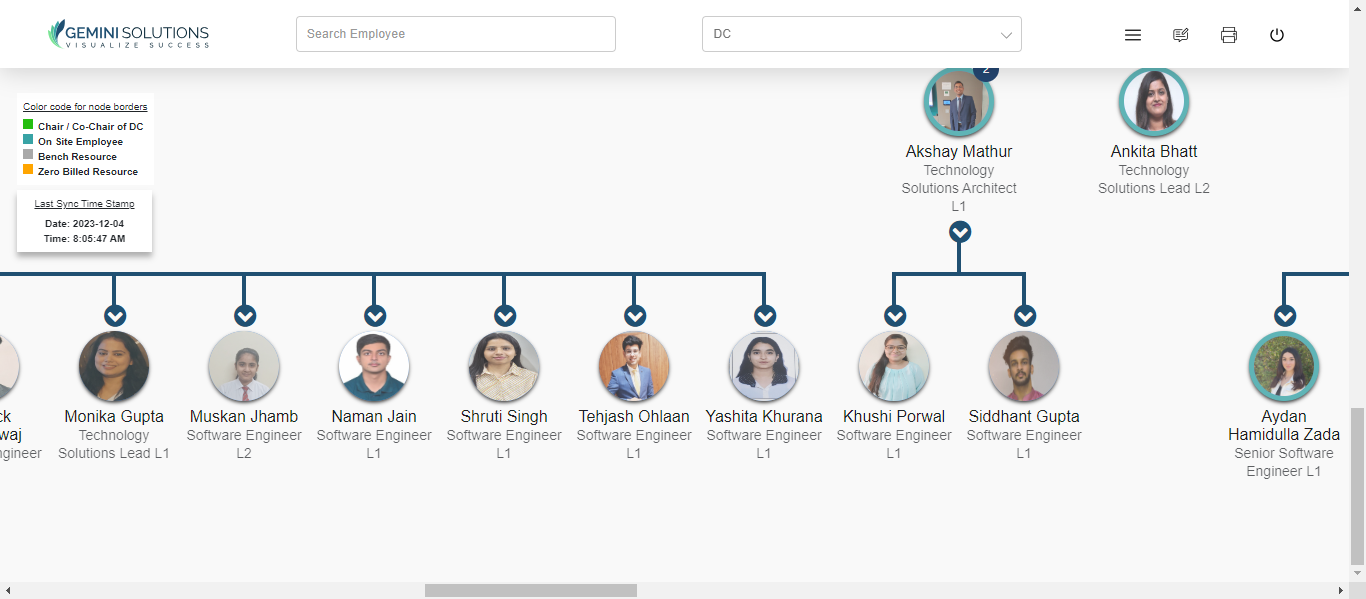 GEMINI SOLUTIONS
VISUALIZE SUCCESS
Search Employee
DC
2
Color code for node borders
Chair / Co-Chair of DC
On Site Employee
Bench Resource
Zero Billed Resource
Last Sync Time Stamp
Date: 2023-12-04
Time: 8:05:47 AM
Akshay Mathur
Technology
Solutions Architect
L1
Ankita Bhatt
Technology
Solutions Lead L2
ck
waj
ngineer
Monika Gupta
Technology
Solutions Lead L1
Muskan Jhamb
Software Engineer
L2
Naman Jain
Software Engineer
L1
Shruti Singh
Software Engineer
L1
Tehjash Ohlaan
Software Engineer
L1
Yashita Khurana
Software Engineer
L1
Khushi Porwal
Software Engineer
L1
Siddhant Gupta
Software Engineer
L1
Aydan
Hamidulla Zada
Senior Software
Engineer L1